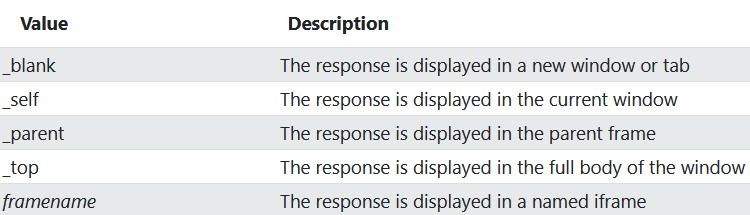 Value Description
_blank The response is displayed in a new window or tab
_self The response is displayed in the current window
_parent The response is displayed in the parent frame
_top The response is displayed in the full body of the window
framename The response is displayed in a named iframe